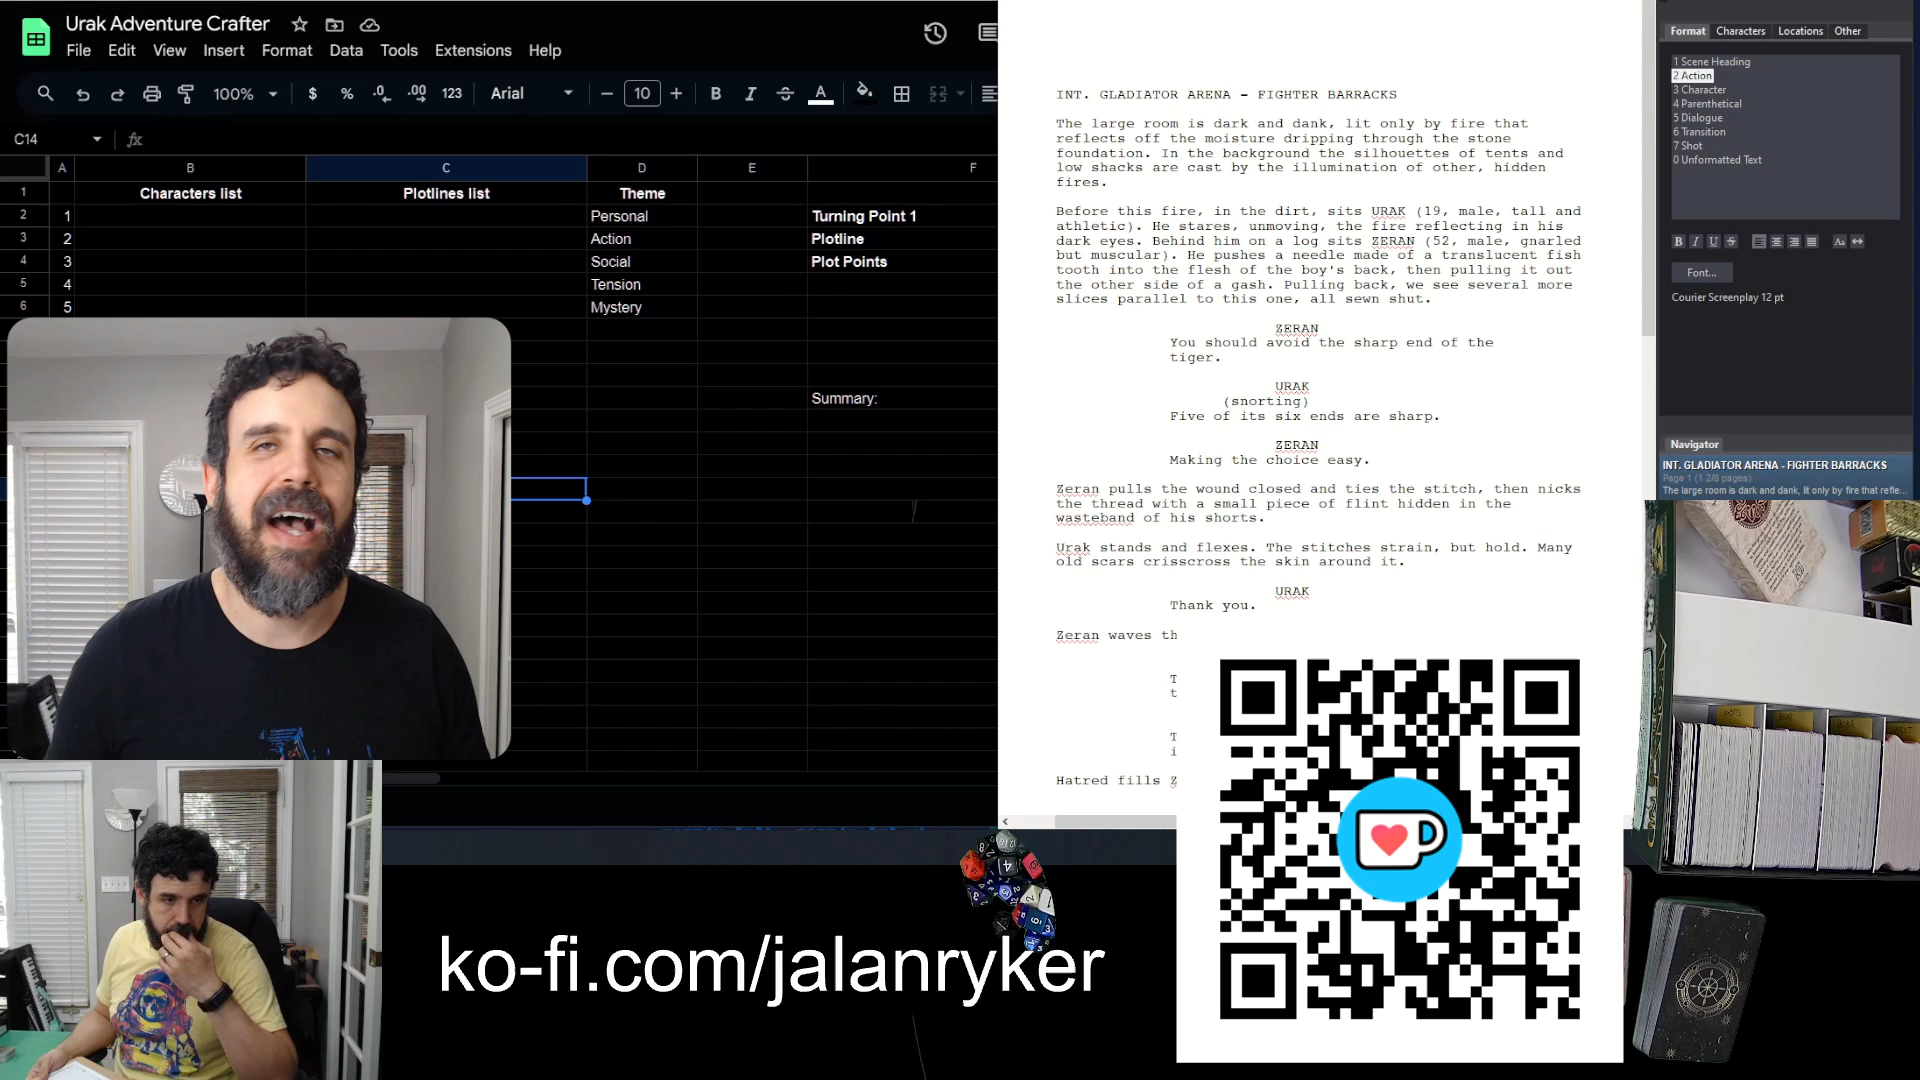 Urak Adventure Crafter
File Edit View Insert Format Data Tools Extensions Help
100% $ % .0 .00 123 Arial 10 B I S A
C14 fx
A B C D E F
1 Characters list Plotlines list Theme
2 1 Personal Turning Point 1
3 2 Action Plotline
4 3 Social Plot Points
5 4 Tension
6 5 Mystery
Summary:
INT. GLADIATOR ARENA - FIGHTER BARRACKS
The large room is dark and dank, lit only by fire that
reflects off the moisture dripping through the stone
foundation. In the background the silhouettes of tents and
low shacks are cast by the illumination of other, hidden
fires.
Before this fire, in the dirt, sits URAK (19, male, tall and
athletic). He stares, unmoving, the fire reflecting in his
dark eyes. Behind him on a log sits ZERAN (52, male, gnarled
but muscular). He pushes a needle made of a translucent fish
tooth into the flesh of the boy's back, then pulling it out
the other side of a gash. Pulling back, we see several more
slices parallel to this one, all sewn shut.
ZERAN
You should avoid the sharp end of the
tiger.
URAK
(snorting)
Five of its six ends are sharp.
ZERAN
Making the choice easy.
Zeran pulls the wound closed and ties the stitch, then nicks
the thread with a small piece of flint hidden in the
wasteband of his shorts.
Urak stands and flexes. The stitches strain, but hold. Many
old scars crisscross the skin around it.
URAK
Thank you.
Zeran waves th
T
t
T
i
Hatred fills Z
Format Characters Locations Other
1 Scene Heading
2 Action
3 Character
4 Parenthetical
5 Dialogue
6 Transition
7 Shot
0 Unformatted Text
B I U S Aa
Font...
Courier Screenplay 12 pt
Navigator
INT. GLADIATOR ARENA - FIGHTER BARRACKS
Page 1 (1 2/8 pages)
The large room is dark and dank, lit only by fire that refle...
ko-fi.com/jalanryker